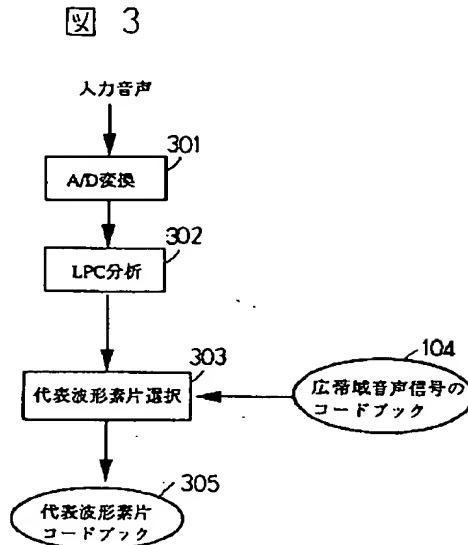 図 3
入力音声
301
A/D変換
302
LPC分析
303
代表波形素片選択
104
広帯域音声信号の
コードブック
305
代表波形素片
コードブック